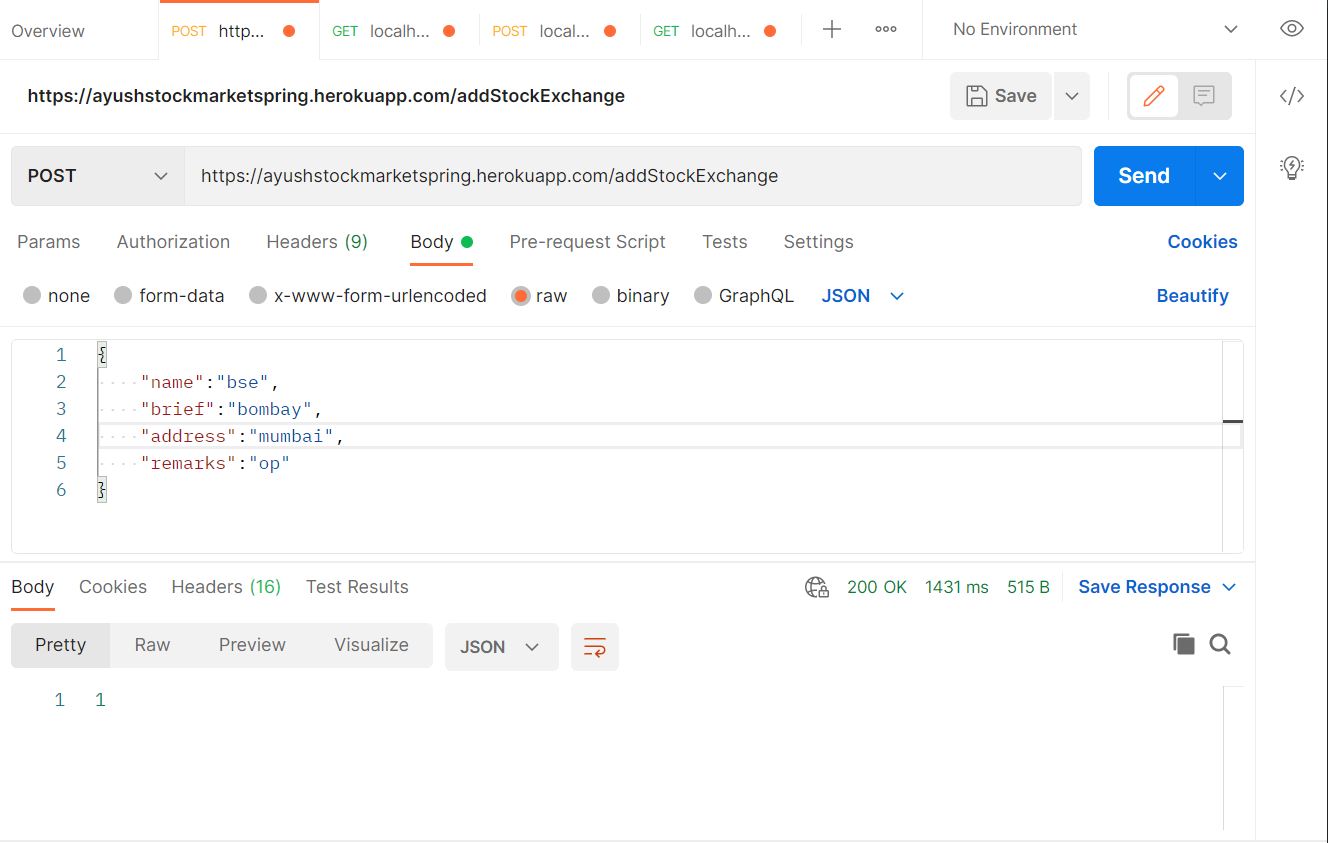 Overview POST http... GET localh... POST local... GET localh... No Environment
https://ayushstockmarketspring.herokuapp.com/addStockExchange Save
POST https://ayushstockmarketspring.herokuapp.com/addStockExchange Send
Params Authorization Headers (9) Body Pre-request Script Tests Settings Cookies
none form-data x-www-form-urlencoded raw binary GraphQL JSON Beautify
1 {
2 "name":"bse",
3 "brief":"bombay",
4 "address":"mumbai",
5 "remarks":"op"
6 }
Body Cookies Headers (16) Test Results 200 OK 1431 ms 515 B Save Response
Pretty Raw Preview Visualize JSON
1 1